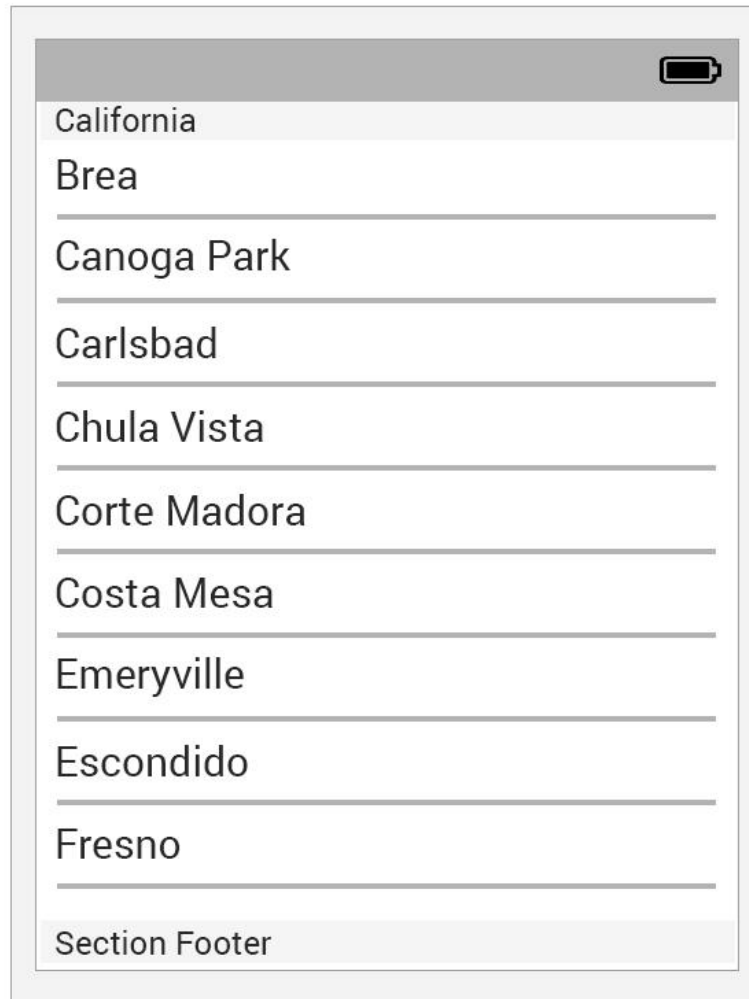 California
Brea
Canoga Park
Carlsbad
Chula Vista
Corte Madora
Costa Mesa
Emeryville
Escondido
Fresno
Section Footer